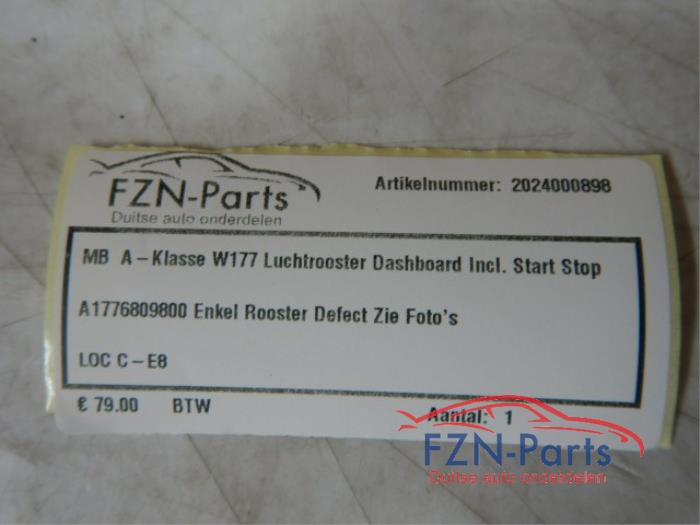 FZN-Parts
Duitse auto onderdelen
Artikelnummer: 2024000898
MB A-Klasse W177 Luchtrooster Dashboard Incl. Start Stop
A1776809800 Enkel Rooster Defect Zie Foto's
LOC C-E8
€ 79.00 BTW
Aantal: 1
FZN-Parts
Duitse auto onderdelen